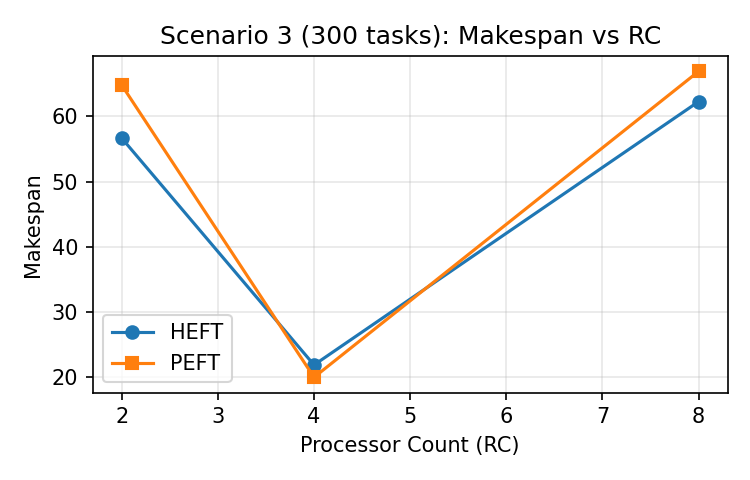 Scenario 3 (300 tasks): Makespan vs RC
Makespan
60
50
40
30
20
HEFT
PEFT
2 3 4 5 6 7 8
Processor Count (RC)